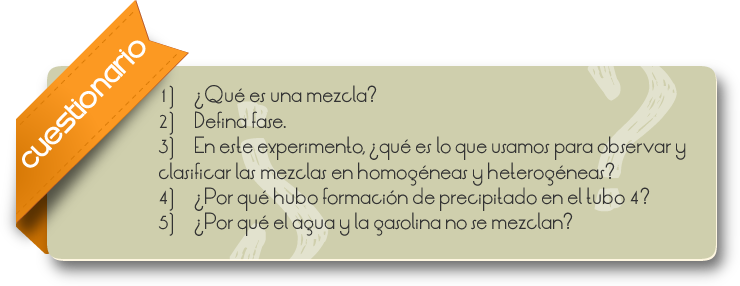 cuestionario
1) ¿Qué es una mezcla?
2) Defina fase.
3) En este experimento, ¿qué es lo que usamos para observar y
clasificar las mezclas en homogéneas y heterogéneas?
4) ¿Por qué hubo formación de precipitado en el tubo 4?
5) ¿Por qué el agua y la gasolina no se mezclan?